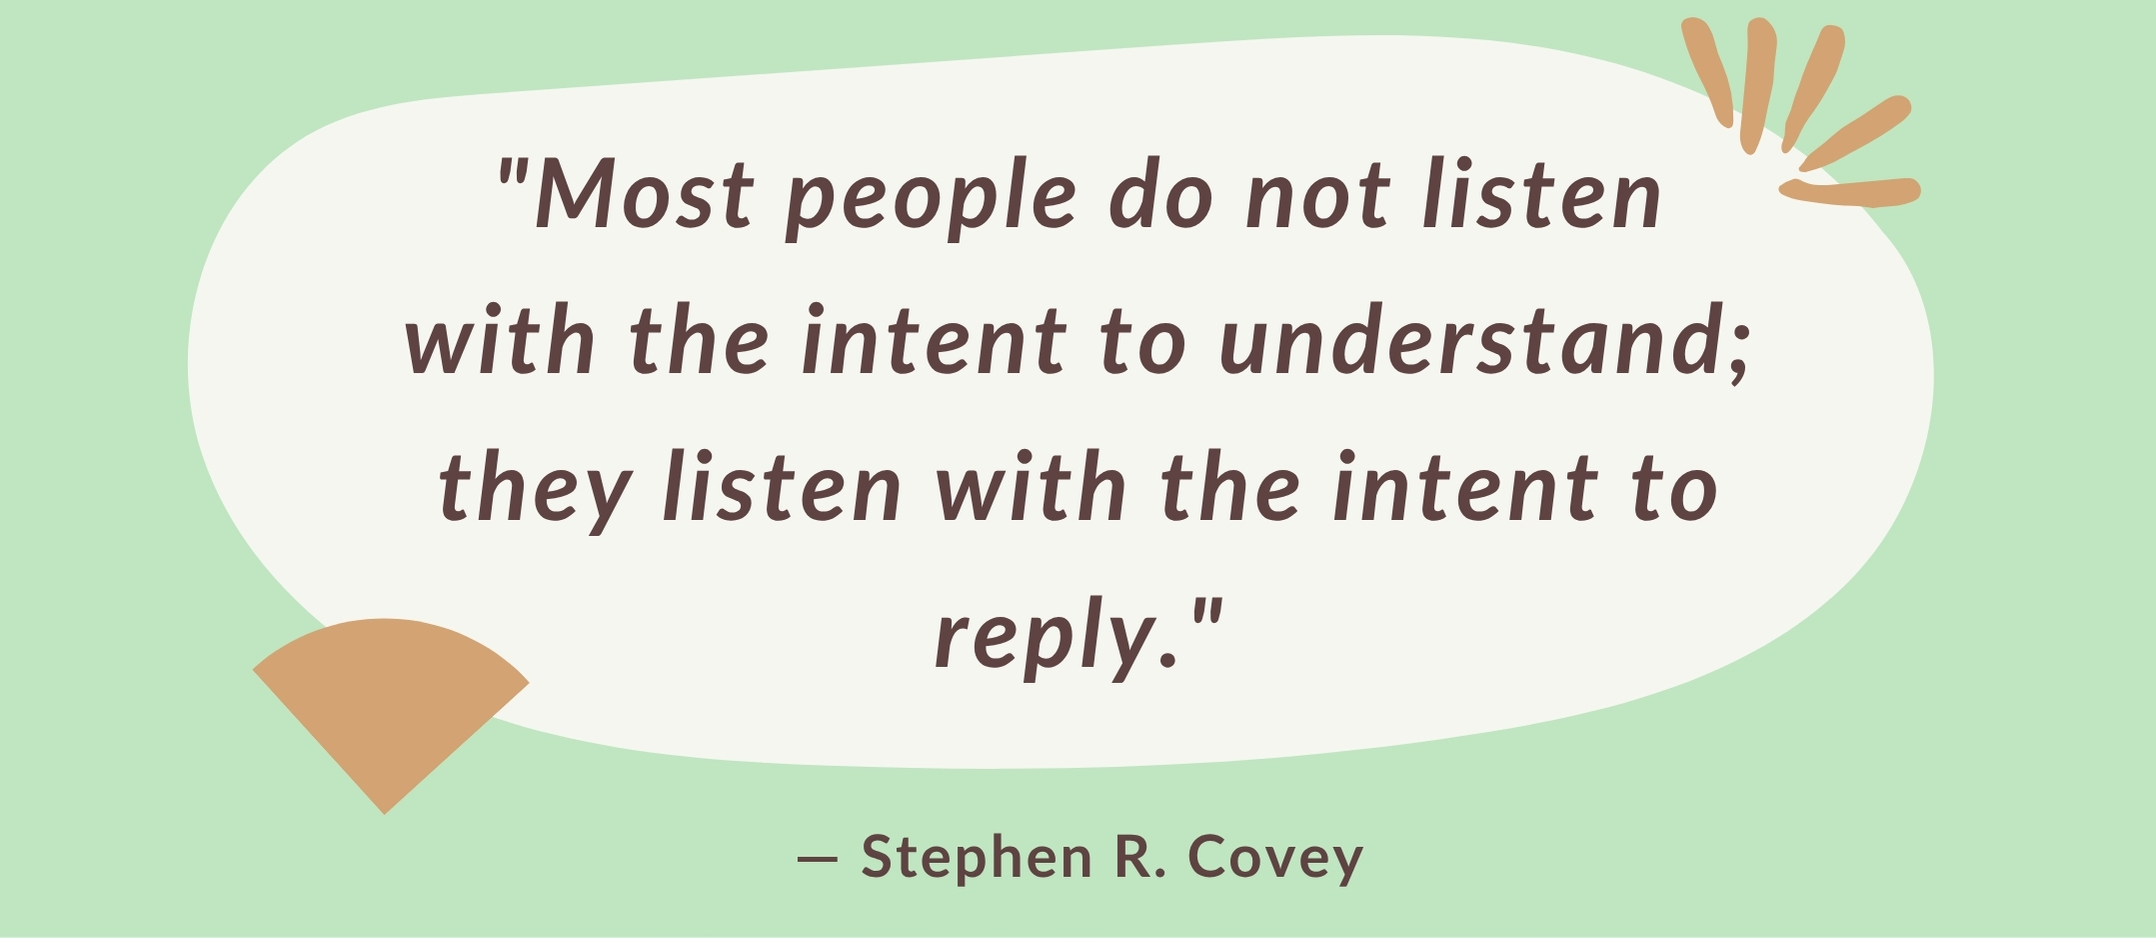 "Most people do not listen
with the intent to understand;
they listen with the intent to
reply."
— Stephen R. Covey